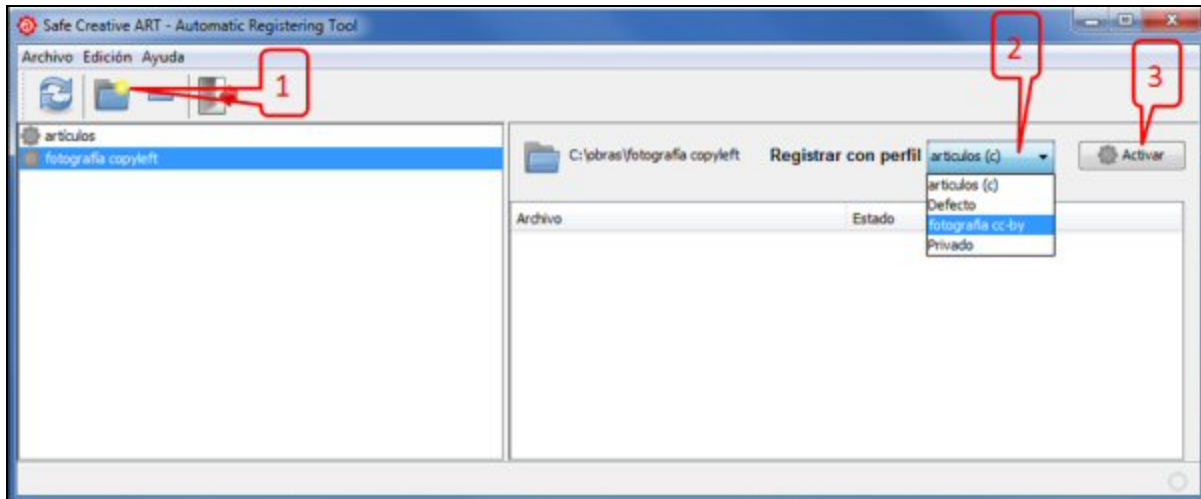 Safe Creative ART - Automatic Registering Tool
Archivo Edición Ayuda
1
2
3
artículos
fotografía copyleft
C:\obras\fotografía copyleft Registrar con perfil artículos (c) Activar
artículos (c)
Defecto
fotografía cc-by
Privado
Archivo Estado